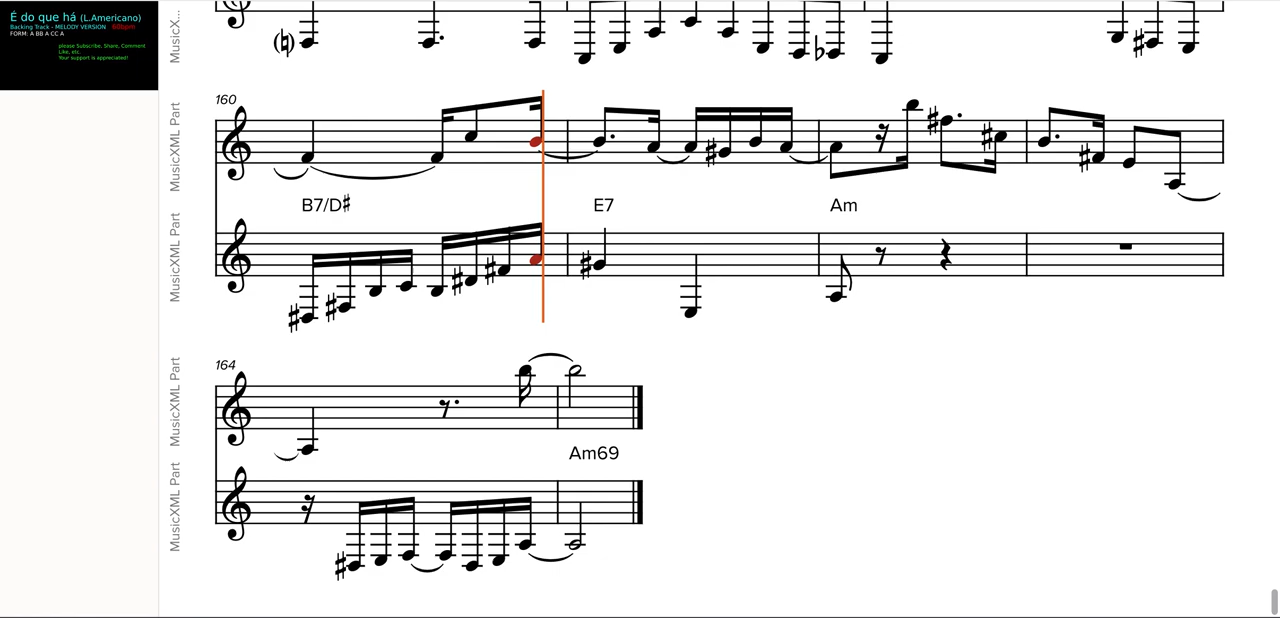 É do que há (L.Americano)
Backing Track - MELODY VERSION 80bpm
FORM: A BB A CC A
please Subscribe, Share, Comment
Like, etc.
Your support is appreciated!
MusicX...
160
MusicXML Part
B7/D♯ E7 Am
MusicXML Part
164
MusicXML Part
Am69
MusicXML Part